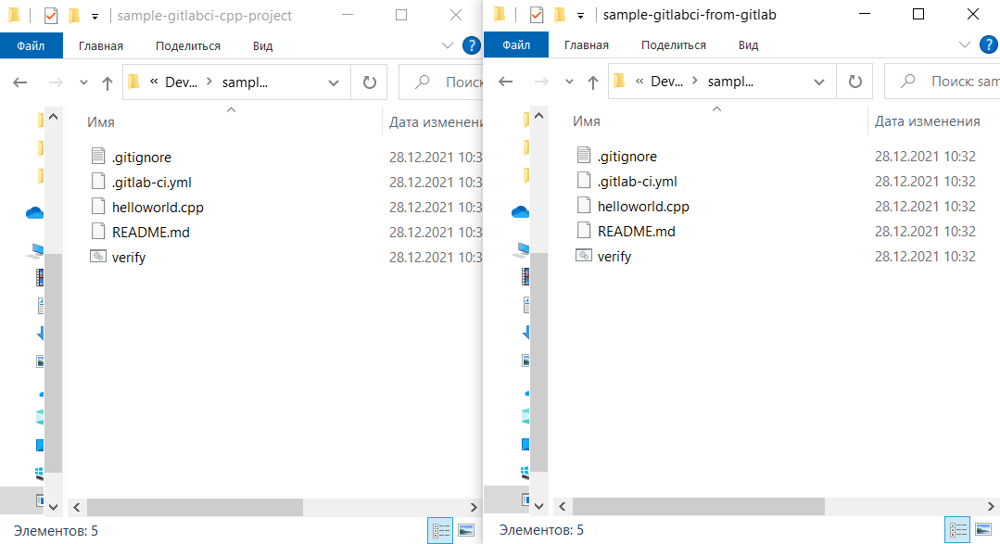 sample-gitlabci-cpp-project
Файл Главная Поделиться Вид ?
« Dev... > sampl... Поиск
Имя Дата изменени
.gitignore 28.12.2021 10:3
.gitlab-ci.yml 28.12.2021 10:3
helloworld.cpp 28.12.2021 10:3
README.md 28.12.2021 10:3
verify 28.12.2021 10:3
Элементов: 5
sample-gitlabci-from-gitlab
Файл Главная Поделиться Вид ?
« Dev... > sampl... Поиск: sam
Имя Дата изменения
.gitignore 28.12.2021 10:32
.gitlab-ci.yml 28.12.2021 10:32
helloworld.cpp 28.12.2021 10:32
README.md 28.12.2021 10:32
verify 28.12.2021 10:32
Элементов: 5